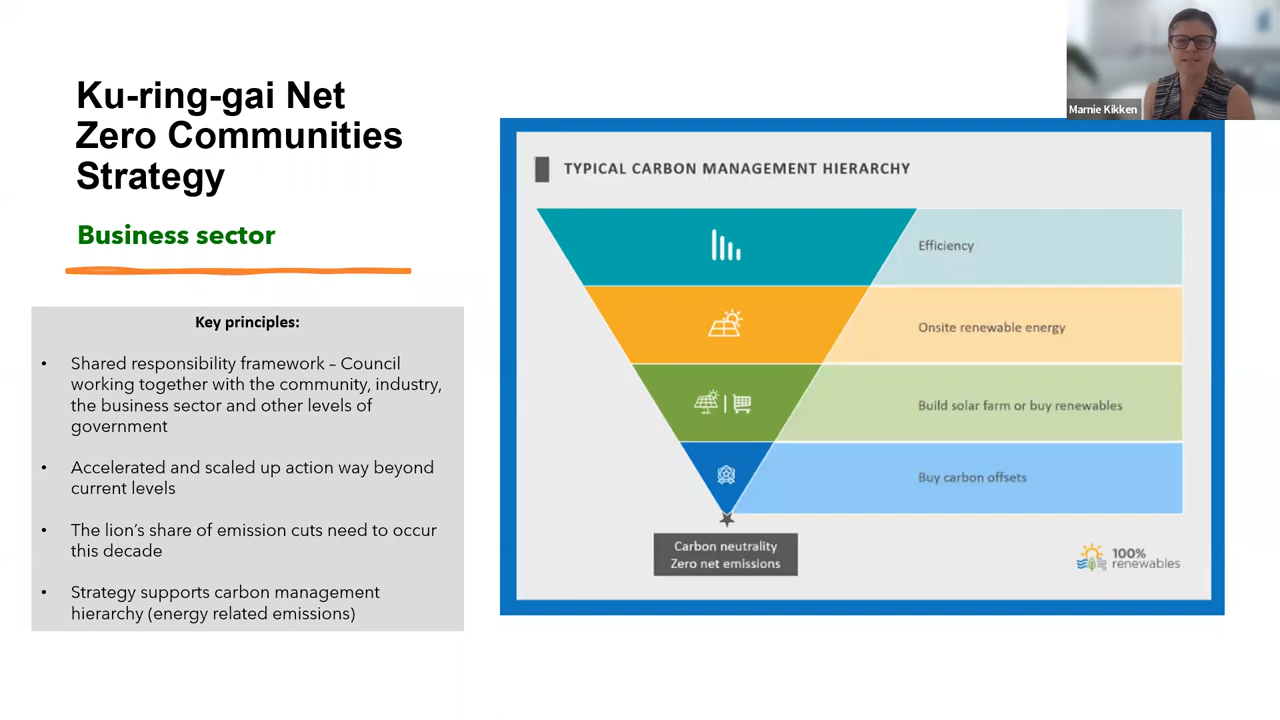 Ku-ring-gai Net
Zero Communities
Strategy
Business sector
Key principles:
• Shared responsibility framework – Council
working together with the community, industry,
the business sector and other levels of
government
• Accelerated and scaled up action way beyond
current levels
• The lion’s share of emission cuts need to occur
this decade
• Strategy supports carbon management
hierarchy (energy related emissions)
Marnie Kikken
TYPICAL CARBON MANAGEMENT HIERARCHY
Efficiency
Onsite renewable energy
Build solar farm or buy renewables
Buy carbon offsets
Carbon neutrality
Zero net emissions
100%
renewables